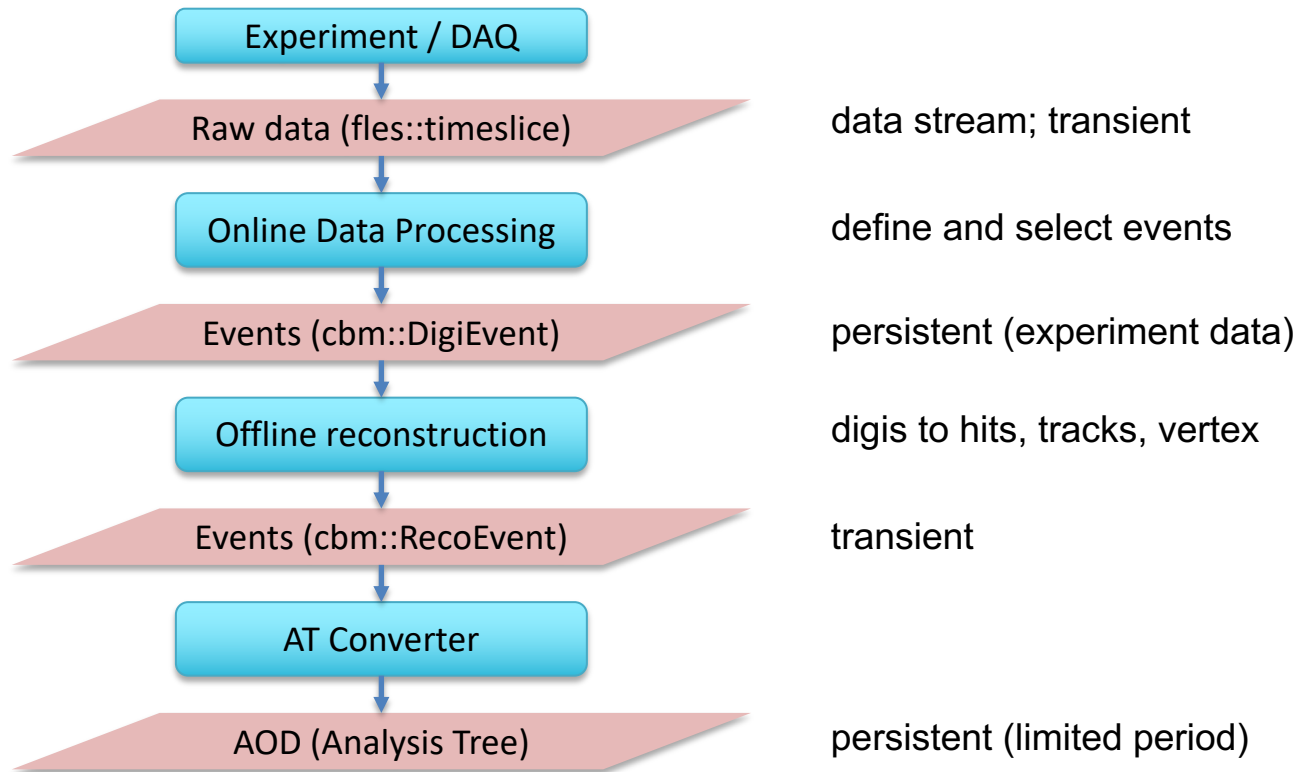 Experiment / DAQ
Raw data (fles::timeslice)
data stream; transient
Online Data Processing
define and select events
Events (cbm::DigiEvent)
persistent (experiment data)
Offline reconstruction
digis to hits, tracks, vertex
Events (cbm::RecoEvent)
transient
AT Converter
AOD (Analysis Tree)
persistent (limited period)